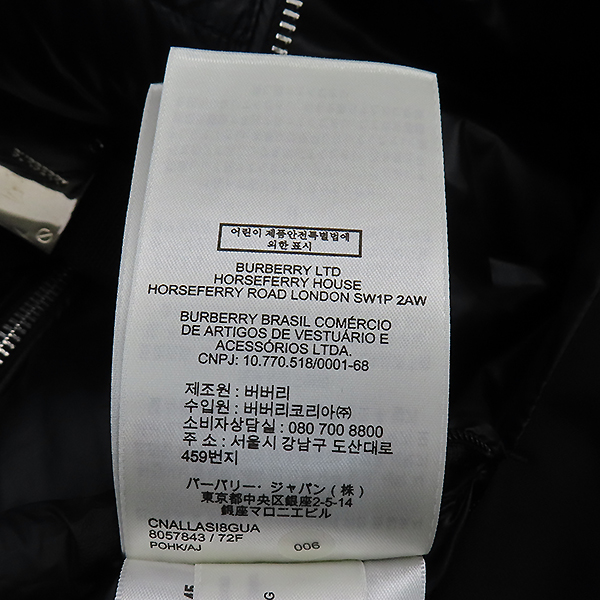 어린이 제품안전특별법에
의한 표시
BURBERRY LTD
HORSEFERRY HOUSE
HORSEFERRY ROAD LONDON SW1P 2AW
BURBERRY BRASIL COMÉRCIO
DE ARTIGOS DE VESTUÁRIO E
ACESSÓRIOS LTDA.
CNPJ: 10.770.518/0001-68
제조원 : 버버리
수입원 : 버버리코리아㈜
소비자상담실 : 080 700 8800
주 소 : 서울시 강남구 도산대로
459번지
バーバリー・ジャパン（株）
東京都中央区銀座2-5-14
銀座マロニエビル
CNALLASI8GUA
8057843 / 72F
POHK/AJ
006